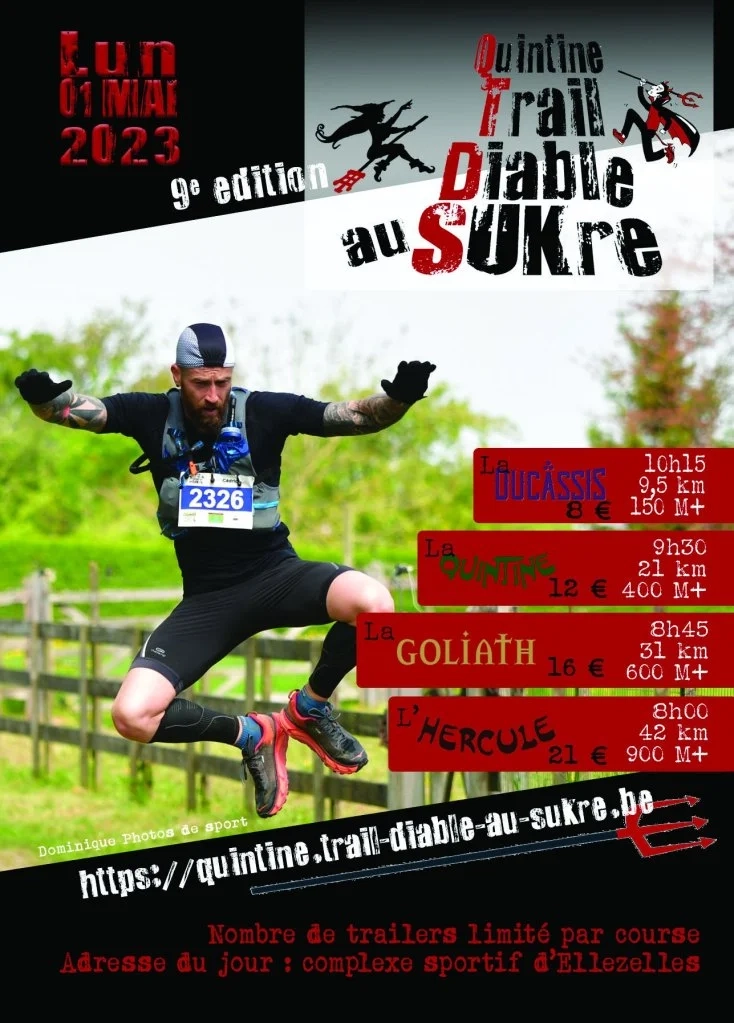 Lun
01 MAI
2023
9e edition
Quintine
Trail
Diable
au SUKre
2326
La DUCÂSSIS
8 €
10h15
9,5 km
150 M+
La QUINTINE
12 €
9h30
21 km
400 M+
La GOLIATH
16 €
8h45
31 km
600 M+
L'HERCULE
21 €
8h00
42 km
900 M+
Dominique Photos de sport
https://quintine.trail-diable-au-sukre.be
Nombre de trailers limité par course
Adresse du jour : complexe sportif d'Ellezelles